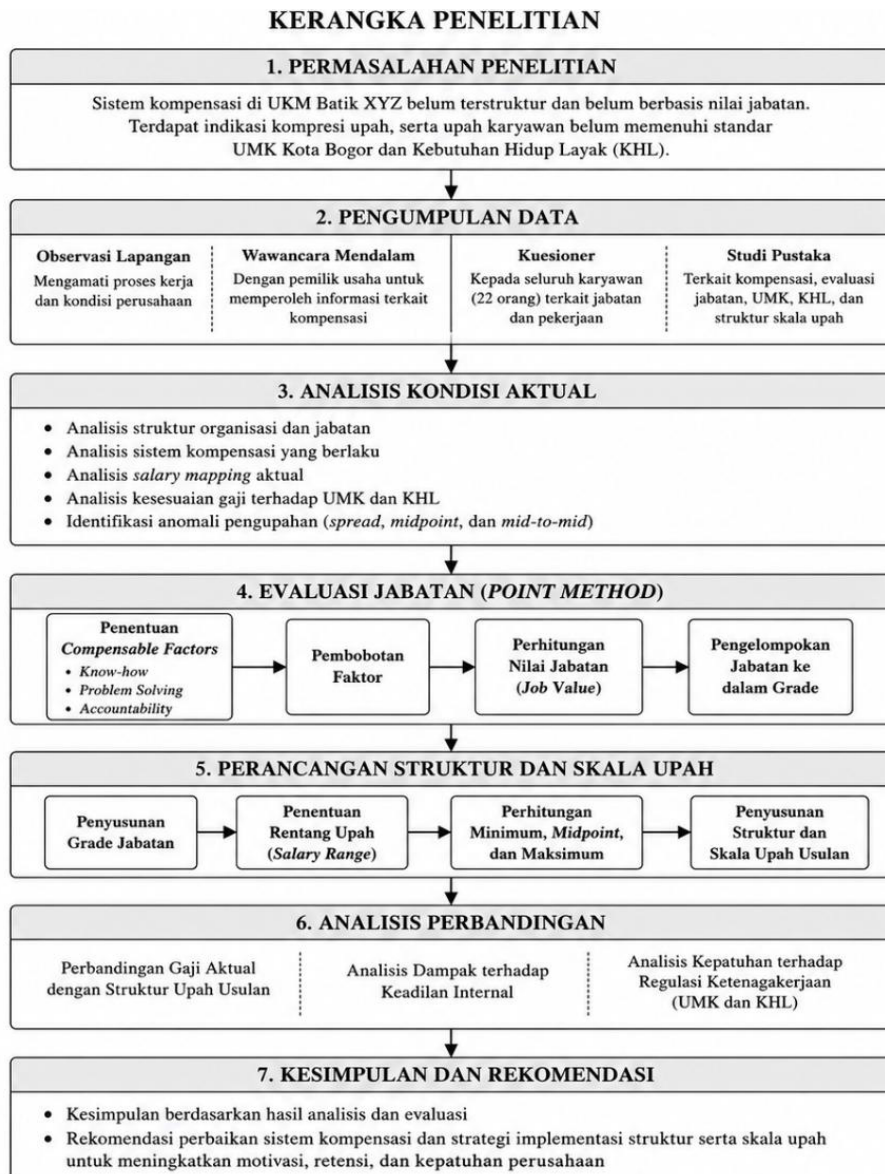 KERANGKA PENELITIAN
1. PERMASALAHAN PENELITIAN
Sistem kompensasi di UKM Batik XYZ belum terstruktur dan belum berbasis nilai jabatan.
Terdapat indikasi kompresi upah, serta upah karyawan belum memenuhi standar
UMK Kota Bogor dan Kebutuhan Hidup Layak (KHL).
2. PENGUMPULAN DATA
Observasi Lapangan
Mengamati proses kerja
dan kondisi perusahaan
Wawancara Mendalam
Dengan pemilik usaha untuk
memperoleh informasi terkait
kompensasi
Kuesioner
Kepada seluruh karyawan
(22 orang) terkait jabatan
dan pekerjaan
Studi Pustaka
Terkait kompensasi, evaluasi
jabatan, UMK, KHL, dan
struktur skala upah
3. ANALISIS KONDISI AKTUAL
• Analisis struktur organisasi dan jabatan
• Analisis sistem kompensasi yang berlaku
• Analisis salary mapping aktual
• Analisis kesesuaian gaji terhadap UMK dan KHL
• Identifikasi anomali pengupahan (spread, midpoint, dan mid-to-mid)
4. EVALUASI JABATAN (POINT METHOD)
Penentuan
Compensable Factors
• Know-how
• Problem Solving
• Accountability
Pembobotan
Faktor
Perhitungan
Nilai Jabatan
(Job Value)
Pengelompokan
Jabatan ke
dalam Grade
5. PERANCANGAN STRUKTUR DAN SKALA UPAH
Penyusunan
Grade Jabatan
Penentuan
Rentang Upah
(Salary Range)
Perhitungan
Minimum, Midpoint,
dan Maksimum
Penyusunan
Struktur dan
Skala Upah Usulan
6. ANALISIS PERBANDINGAN
Perbandingan Gaji Aktual
dengan Struktur Upah Usulan
Analisis Dampak terhadap
Keadilan Internal
Analisis Kepatuhan terhadap
Regulasi Ketenagakerjaan
(UMK dan KHL)
7. KESIMPULAN DAN REKOMENDASI
• Kesimpulan berdasarkan hasil analisis dan evaluasi
• Rekomendasi perbaikan sistem kompensasi dan strategi implementasi struktur serta skala upah
untuk meningkatkan motivasi, retensi, dan kepatuhan perusahaan